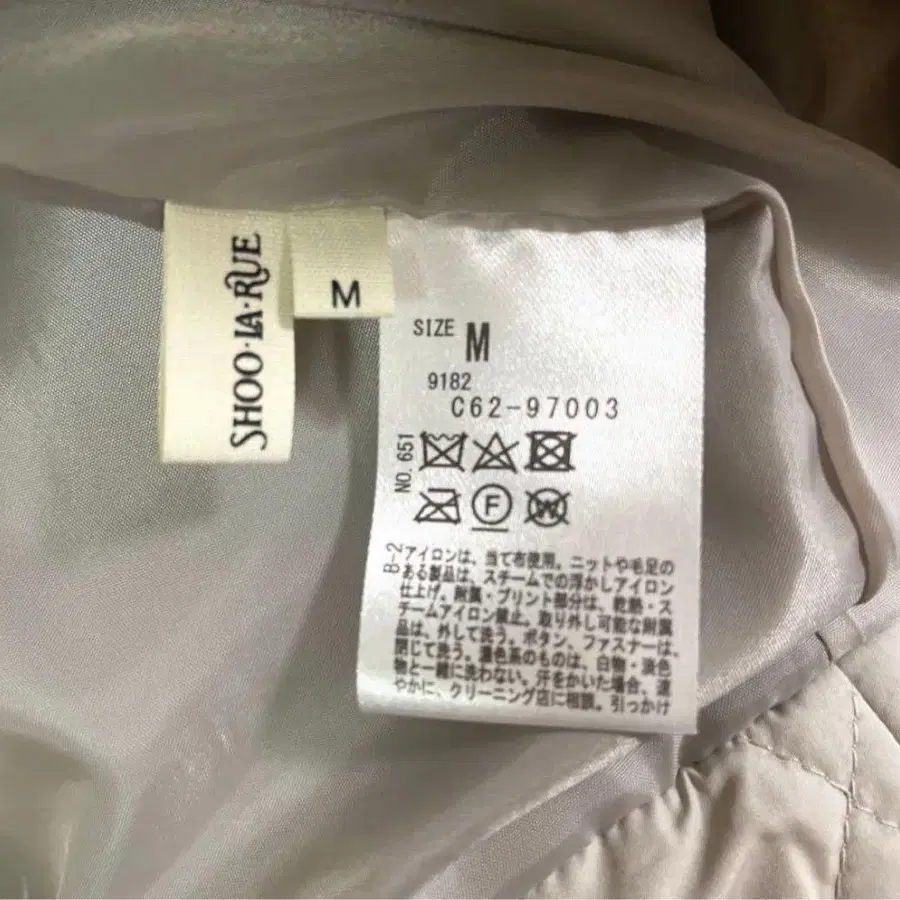 SHOO·LA·RUE
M
SIZE M
9182
C62-97003
NO. 651
F
W
B-2
アイロンは、当て布使用。ニットや毛足の
ある製品は、スチームでの浮かしアイロン
仕上げ。附属・プリント部分は、乾熱・ス
チームアイロン禁止。取り外し可能な附属
品は、外して洗う。ボタン、ファスナーは、
閉じて洗う。濃色系のものは、白物・淡色
物と一緒に洗わない。汗をかいた場合、速
やかに、クリーニング店に相談。引っかけ